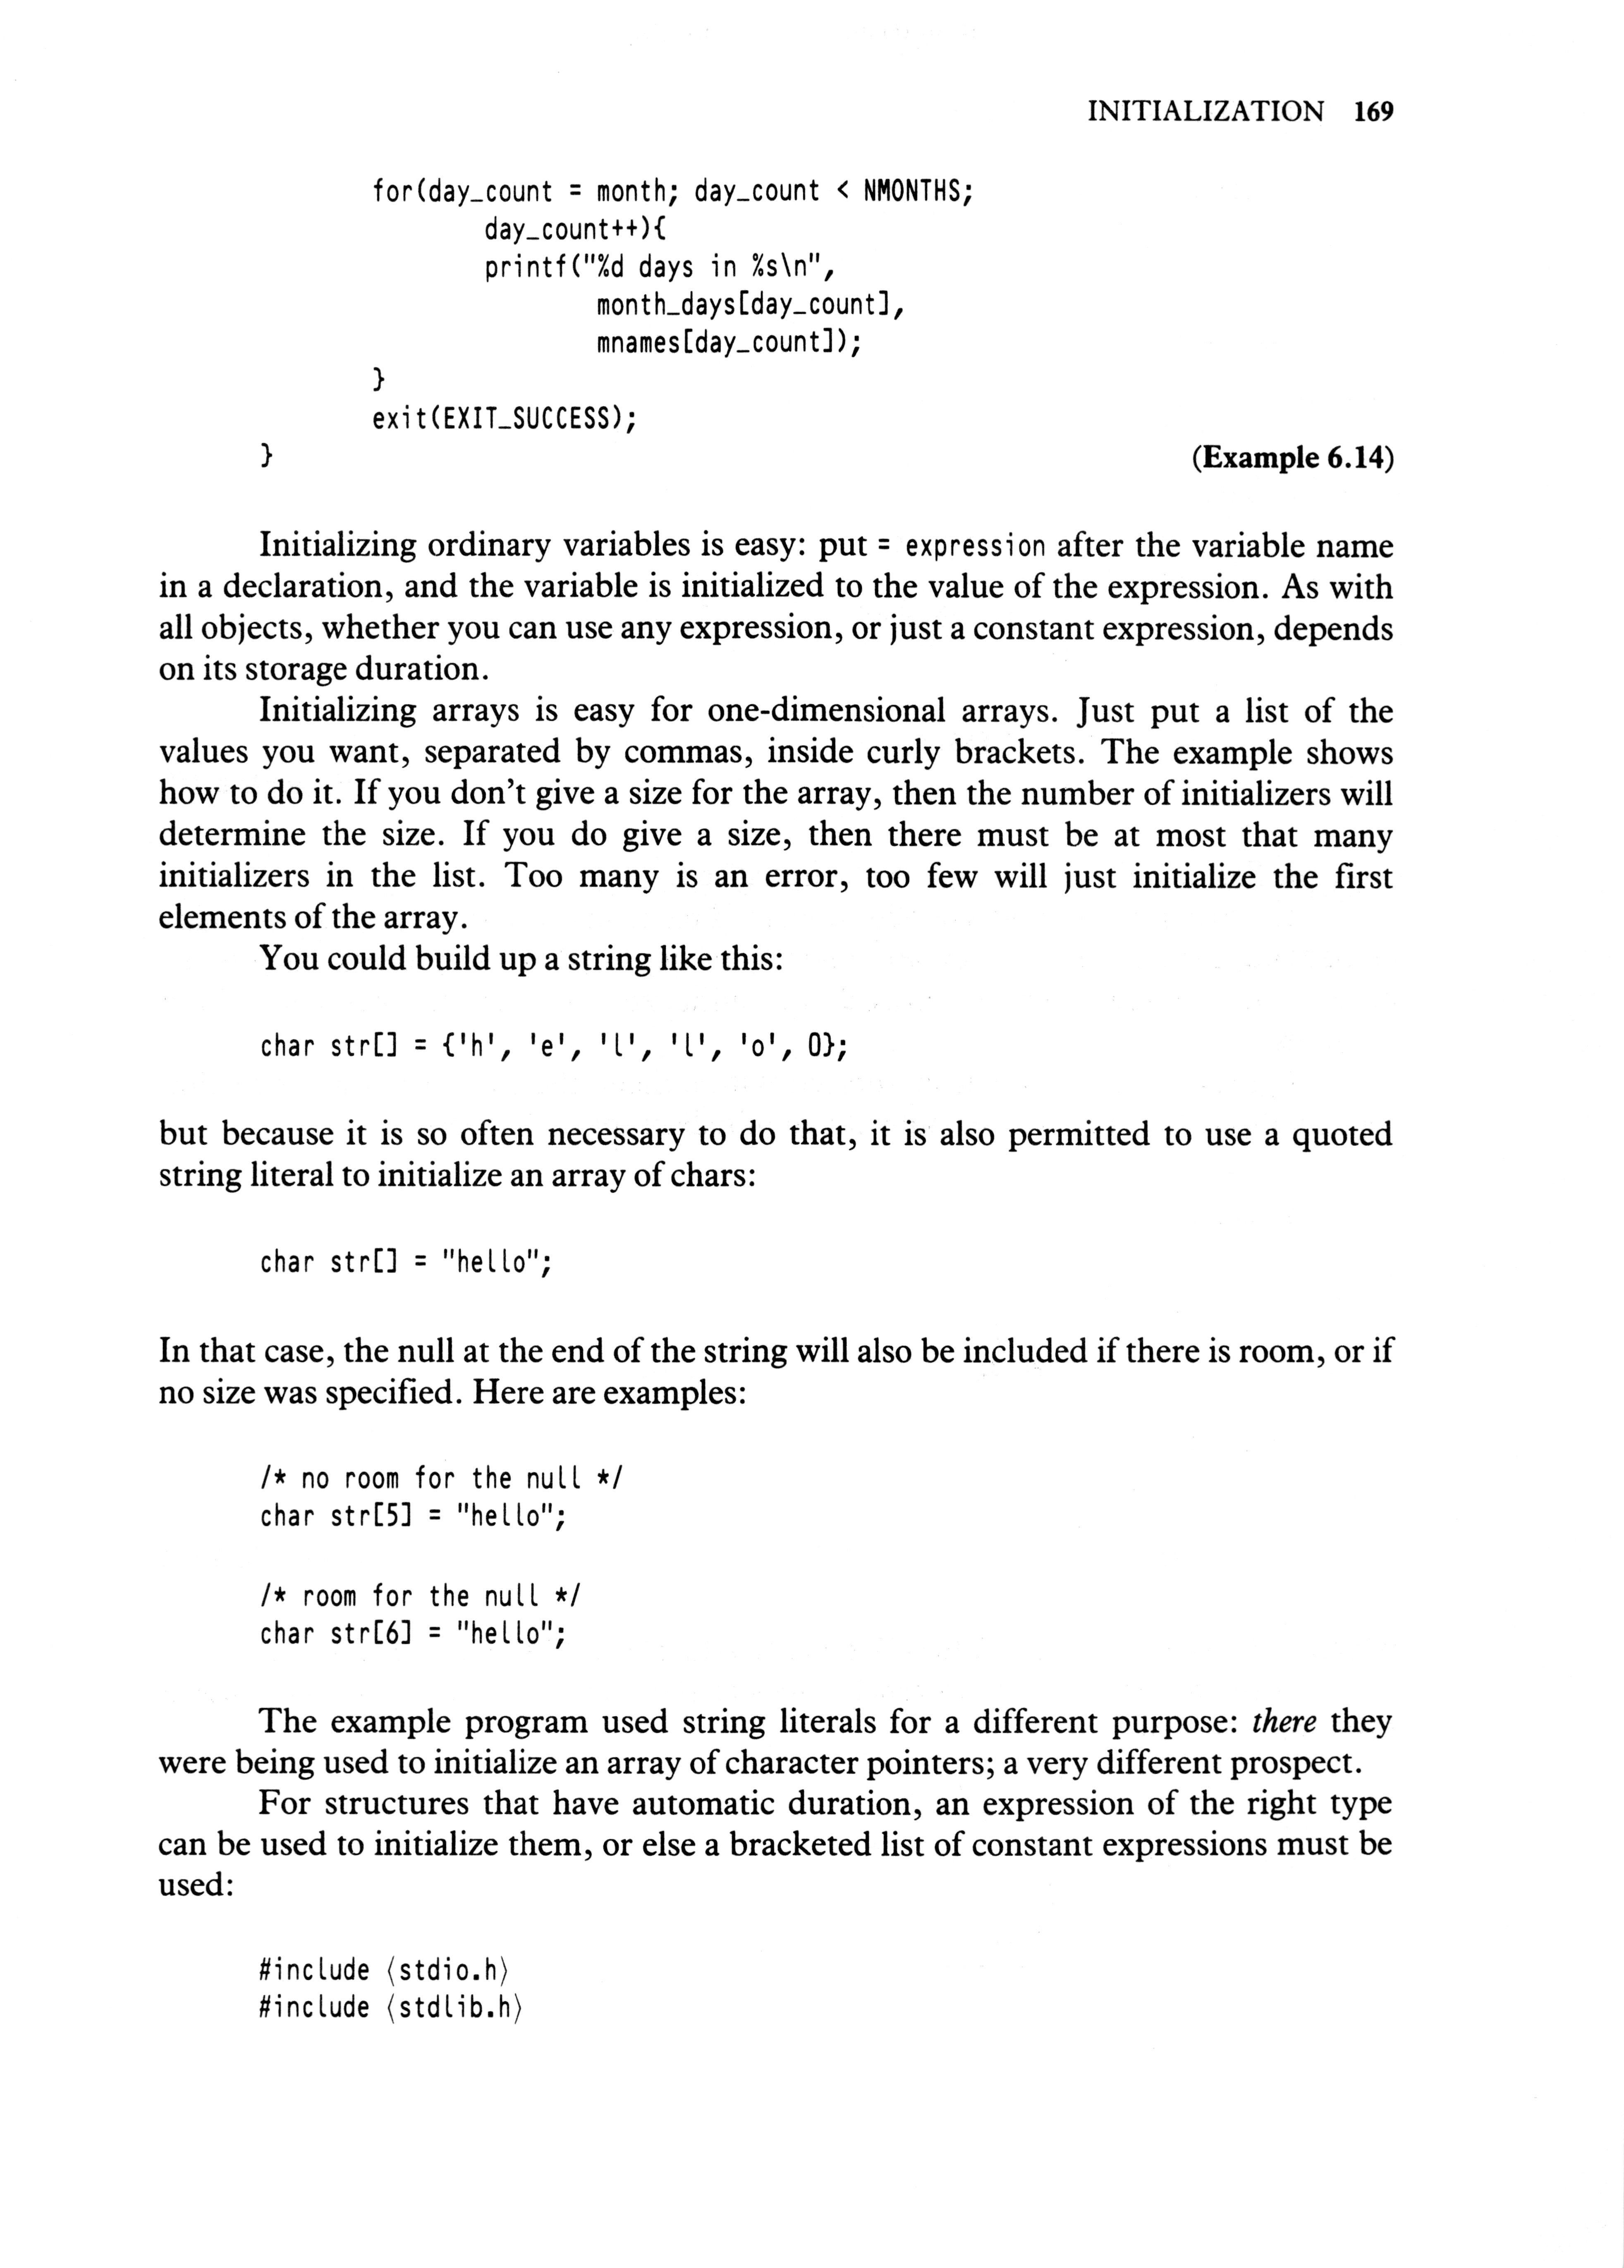 INITIALIZATION 169
for(day_count = month; day_count < NMONTHS;
day_count++){
printf("%d days in %s\n",
month_days[day_count],
mnames[day_count]);
}
exit(EXIT_SUCCESS);
}
(Example 6.14)
Initializing ordinary variables is easy: put = expression after the variable name
in a declaration, and the variable is initialized to the value of the expression. As with
all objects, whether you can use any expression, or just a constant expression, depends
on its storage duration.
Initializing arrays is easy for one-dimensional arrays. Just put a list of the
values you want, separated by commas, inside curly brackets. The example shows
how to do it. If you don't give a size for the array, then the number of initializers will
determine the size. If you do give a size, then there must be at most that many
initializers in the list. Too many is an error, too few will just initialize the first
elements of the array.
You could build up a string like this:
char str[] = {'h', 'e', 'l', 'l', 'o', 0};
but because it is so often necessary to do that, it is also permitted to use a quoted
string literal to initialize an array of chars:
char str[] = "hello";
In that case, the null at the end of the string will also be included if there is room, or if
no size was specified. Here are examples:
/* no room for the null */
char str[5] = "hello";
/* room for the null */
char str[6] = "hello";
The example program used string literals for a different purpose: there they
were being used to initialize an array of character pointers; a very different prospect.
For structures that have automatic duration, an expression of the right type
can be used to initialize them, or else a bracketed list of constant expressions must be
used:
#include ⟨stdio.h⟩
#include ⟨stdlib.h⟩